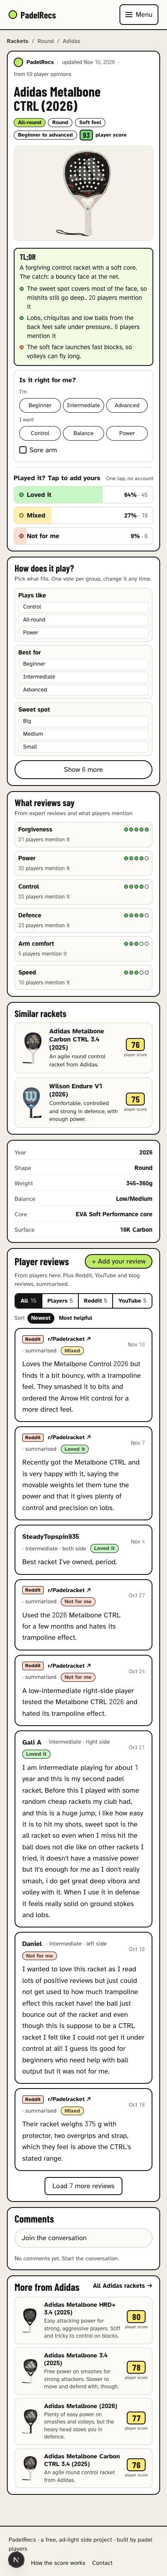 PadelRecs
Menu
Rackets / Round / Adidas
PadelRecs · updated Nov 10, 2026 ·
from 69 player opinions
Adidas Metalbone
CTRL (2026)
All-round Round Soft feel
Beginner to advanced 93 player score
TL;DR
A forgiving control racket with a soft core.
The catch: a bouncy face at the net.
The sweet spot covers most of the face, so
mishits still go deep.. 20 players mention
it
Lobs, chiquitas and low balls from the
back feel safe under pressure.. 8 players
mention it
The soft face launches fast blocks, so
volleys can fly long.
Is it right for me?
I'm
Beginner Intermediate Advanced
I want
Control Balance Power
Sore arm
Played it? Tap to add yours One tap, no account
Loved it 64% · 45
Mixed 27% · 19
Not for me 9% · 6
How does it play?
Pick what fits. One vote per group, change it any time.
Plays like
Control
All-round
Power
Best for
Beginner
Intermediate
Advanced
Sweet spot
Big
Medium
Small
Show 6 more
What reviews say
From expert reviews and what players mention
Forgiveness
21 players mention it
Power
30 players mention it
Control
20 players mention it
Defence
23 players mention it
Arm comfort
5 players mention it
Speed
10 players mention it
Similar rackets
Adidas Metalbone
Carbon CTRL 3.4
(2025)
An agile round control
racket from Adidas.
76
player score
Wilson Endure V1
(2026)
Comfortable, controlled
and strong in defence, with
enough power.
75
player score
Year 2026
Shape Round
Weight 345–360g
Balance Low/Medium
Core EVA Soft Performance core
Surface 16K Carbon
Player reviews
+ Add your review
From players here. Plus Reddit, YouTube and blog
reviews, summarised.
All 15 Players 5 Reddit 5 YouTube 5
Sort Newest Most helpful
Reddit r/Padelracket ↗
· summarised Mixed
Nov 10
Loves the Metalbone Control 2026 but
finds it a bit bouncy, with a trampoline
feel. They smashed it to bits and
ordered the Arrow Hit control for a
more direct feel.
Reddit r/Padelracket ↗
· summarised Loved it
Nov 7
Recently got the Metalbone CTRL and
is very happy with it, saying the
movable weights let them tune the
power and that it gives plenty of
control and precision on lobs.
SteadyTopspin935
· intermediate · both side Loved it
Nov 4
Best racket I've owned, period.
Reddit r/Padelracket ↗
· summarised Not for me
Oct 27
Used the 2026 Metalbone CTRL
for a few months and hates its
trampoline effect.
Reddit r/Padelracket ↗
· summarised Not for me
Oct 24
A low-intermediate right-side player
tested the Metalbone CTRL 2026 and
hated its trampoline effect.
Gali A · intermediate · right side
Loved it
Oct 21
I am intermediate playing for about 1
year and this is my second padel
racket, Before this I played with some
random cheap rackets my club had,
and this is a huge jump, i like how easy
it is to hit my shots, sweet spot is the
all racket so even when I miss hit the
ball does not die like on other rackets I
tried, it doesn't have a massive power
but it enough for me as I don't really
smash, i do get great deep vibroas and
volley with it. When I use it in defense
it feels really solid on ground stokes
and lobs.
Daniel · intermediate · left side
Not for me
Oct 18
I wanted to love this racket as I read
lots of positive reviews but just could
not get used to how much trampoline
effect this racket have! the ball just
bounce out of the racket and even
though this is suppose to be a CTRL
racket I felt like I could not get it under
control at all! I guess its good for
beginners who need help with ball
output but it was not for me.
Reddit r/Padelracket ↗
· summarised Mixed
Oct 18
Their racket weighs 375 g with
protector, two overgrips and a strap,
which they feel is above the CTRL's
stated range.
Load 7 more reviews
Comments
Join the conversation
No comments yet. Start the conversation.
More from Adidas
All Adidas rackets →
Adidas Metalbone HRD+
3.4 (2025)
Easy attacking power for
strong, aggressive players. Stiff
and tricky to control on blocks.
80
player score
Adidas Metalbone 3.4
(2025)
Free power on smashes for
strong attackers. Slower to
move and defend with, though.
78
player score
Adidas Metalbone (2026)
Plenty of easy power on
smashes and volleys, but the
heavy head slows you in
defence.
77
player score
Adidas Metalbone Carbon
CTRL 3.4 (2025)
An agile round control racket
from Adidas.
76
player score
PadelRecs · a free, ad-light side project · built by padel
players
N
How the score works Contact